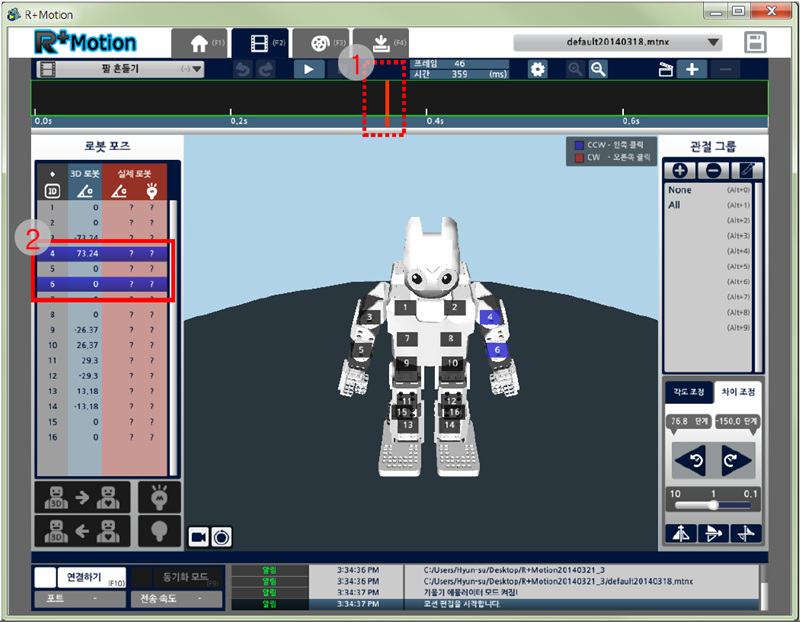 R+Motion
R+Motion
(F1)
(F2)
(F3)
(F4)
default20140318.mtnx
팔 흔들기
(-)
1
프레임 46
시간 359 (ms)
0.0s
0.2s
0.4s
0.6s
로봇 포즈
3D 로봇 실제 로봇
ID
1 0 ? ?
2 0 ? ?
3 -73.24 ? ?
2
4 73.24 ? ?
5 0 ? ?
6 0 ? ?
8 0 ? ?
9 -26.37 ? ?
10 26.37 ? ?
11 29.3 ? ?
12 -29.3 ? ?
13 13.18 ? ?
14 -13.18 ? ?
15 0 ? ?
16 0 ? ?
3D
3D
CCW - 왼쪽 클릭
CW - 오른쪽 클릭
1 2
3 4
7 8
5 6
9 10
11 12
15 16
13 14
관절 그룹
None (Alt+0)
All (Alt+1)
(Alt+2)
(Alt+3)
(Alt+4)
(Alt+5)
(Alt+6)
(Alt+7)
(Alt+8)
(Alt+9)
각도 조정 차이 조정
76.8 단계 -150.0 단계
10 1 0.1
연결하기 (F10)
동기화 모드 (F9)
포트 -
전송 속도 -
알림 3:34:36 PM C:/Users/Hyun-su/Desktop/R+Motion20140321_3
알림 3:34:36 PM C:/Users/Hyun-su/Desktop/R+Motion20140321_3/default20140318.mtnx
알림 3:34:37 PM 기울기 에뮬레이터 모드 켜짐!
알림 3:34:37 PM 모션 편집을 시작합니다.